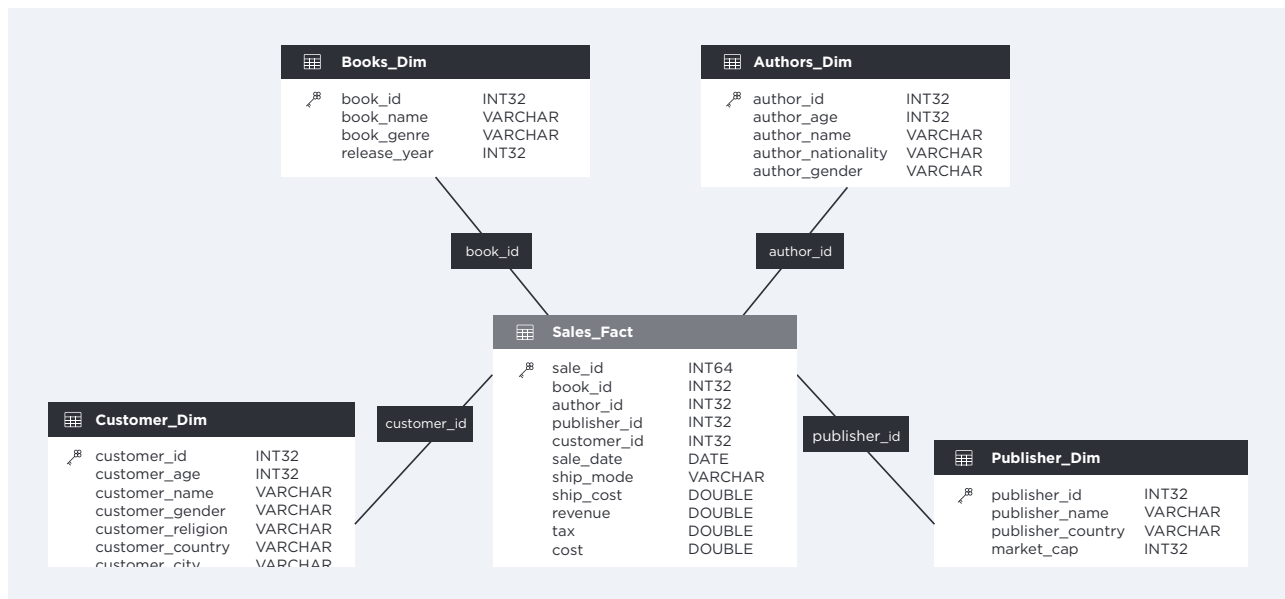 Books_Dim
book_id INT32
book_name VARCHAR
book_genre VARCHAR
release_year INT32
Authors_Dim
author_id INT32
author_age INT32
author_name VARCHAR
author_nationality VARCHAR
author_gender VARCHAR
book_id
author_id
Sales_Fact
sale_id INT64
book_id INT32
author_id INT32
publisher_id INT32
customer_id INT32
sale_date DATE
ship_mode VARCHAR
ship_cost DOUBLE
revenue DOUBLE
tax DOUBLE
cost DOUBLE
customer_id
publisher_id
Customer_Dim
customer_id INT32
customer_age INT32
customer_name VARCHAR
customer_gender VARCHAR
customer_religion VARCHAR
customer_country VARCHAR
customer_city VARCHAR
Publisher_Dim
publisher_id INT32
publisher_name VARCHAR
publisher_country VARCHAR
market_cap INT32